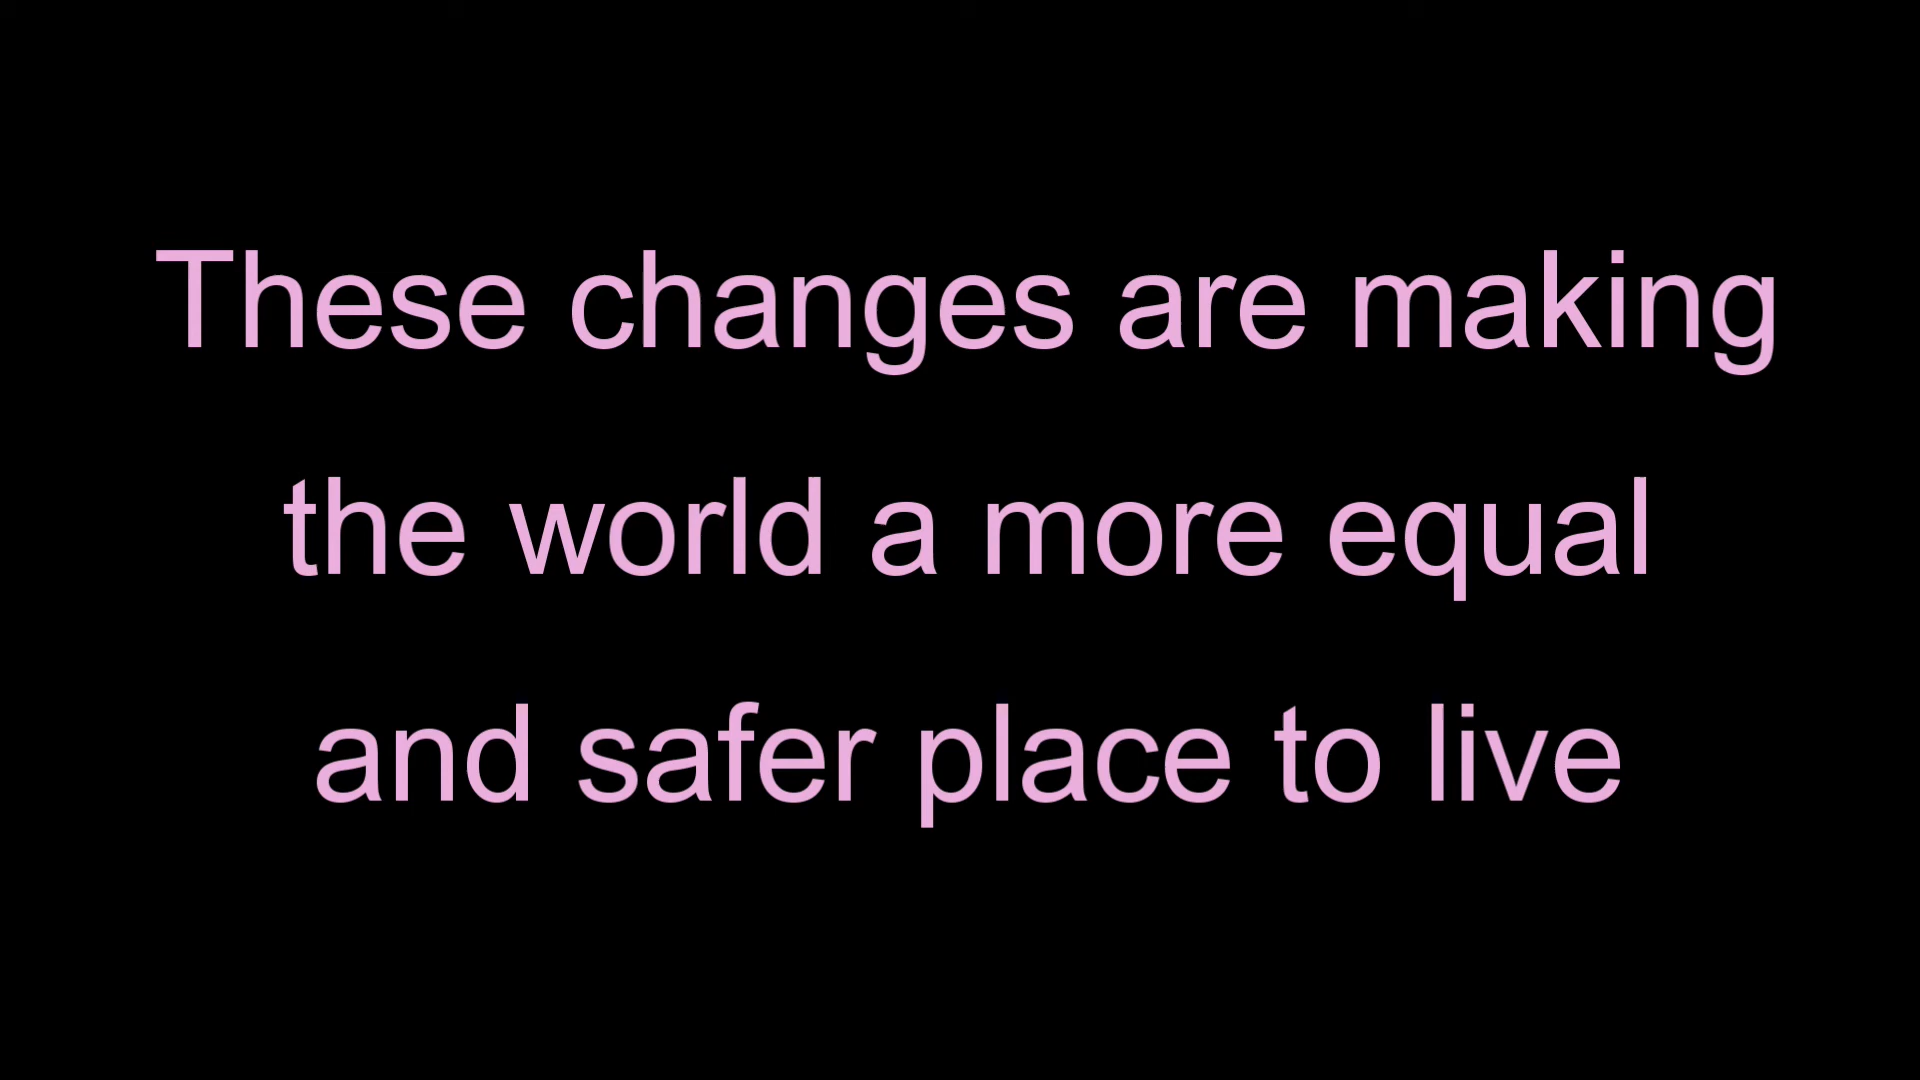 These changes are making
the world a more equal
and safer place to live